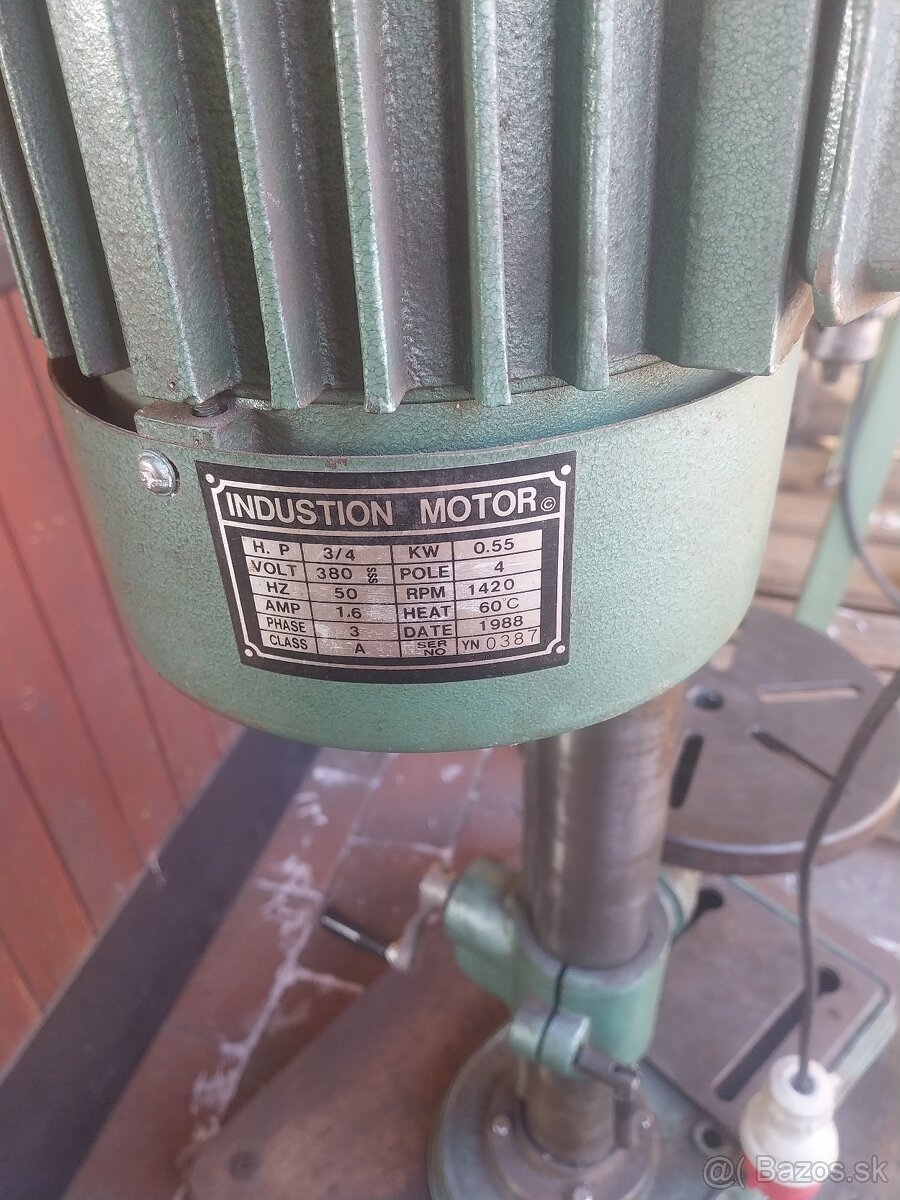 INDUSTION MOTOR ©
H. P 3/4 KW 0.55
VOLT 380 SSS POLE 4
HZ 50 RPM 1420
AMP 1.6 HEAT 60°C
PHASE 3 DATE 1988
CLASS A SER NO YN 0387
@( Bazos.sk